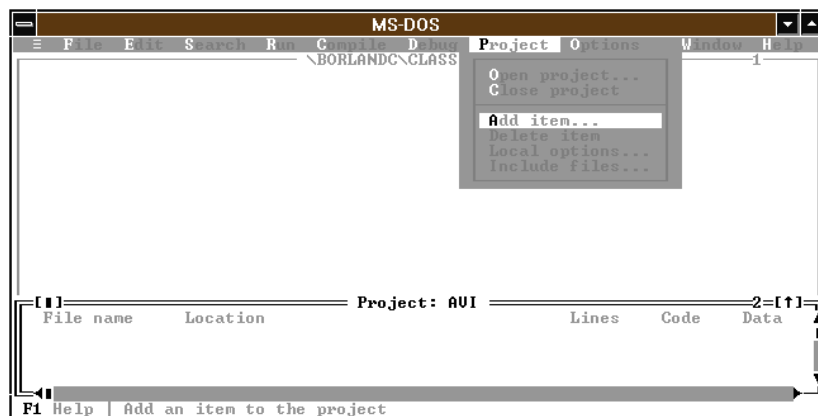 MS-DOS
≡ File Edit Search Run Compile Debug Project Options Window Help
\BORLANDC\CLASS 1
Open project...
Close project
Add item...
Delete item
Local options...
Include files...
Project: AVI 2
File name Location Lines Code Data
F1 Help | Add an item to the project